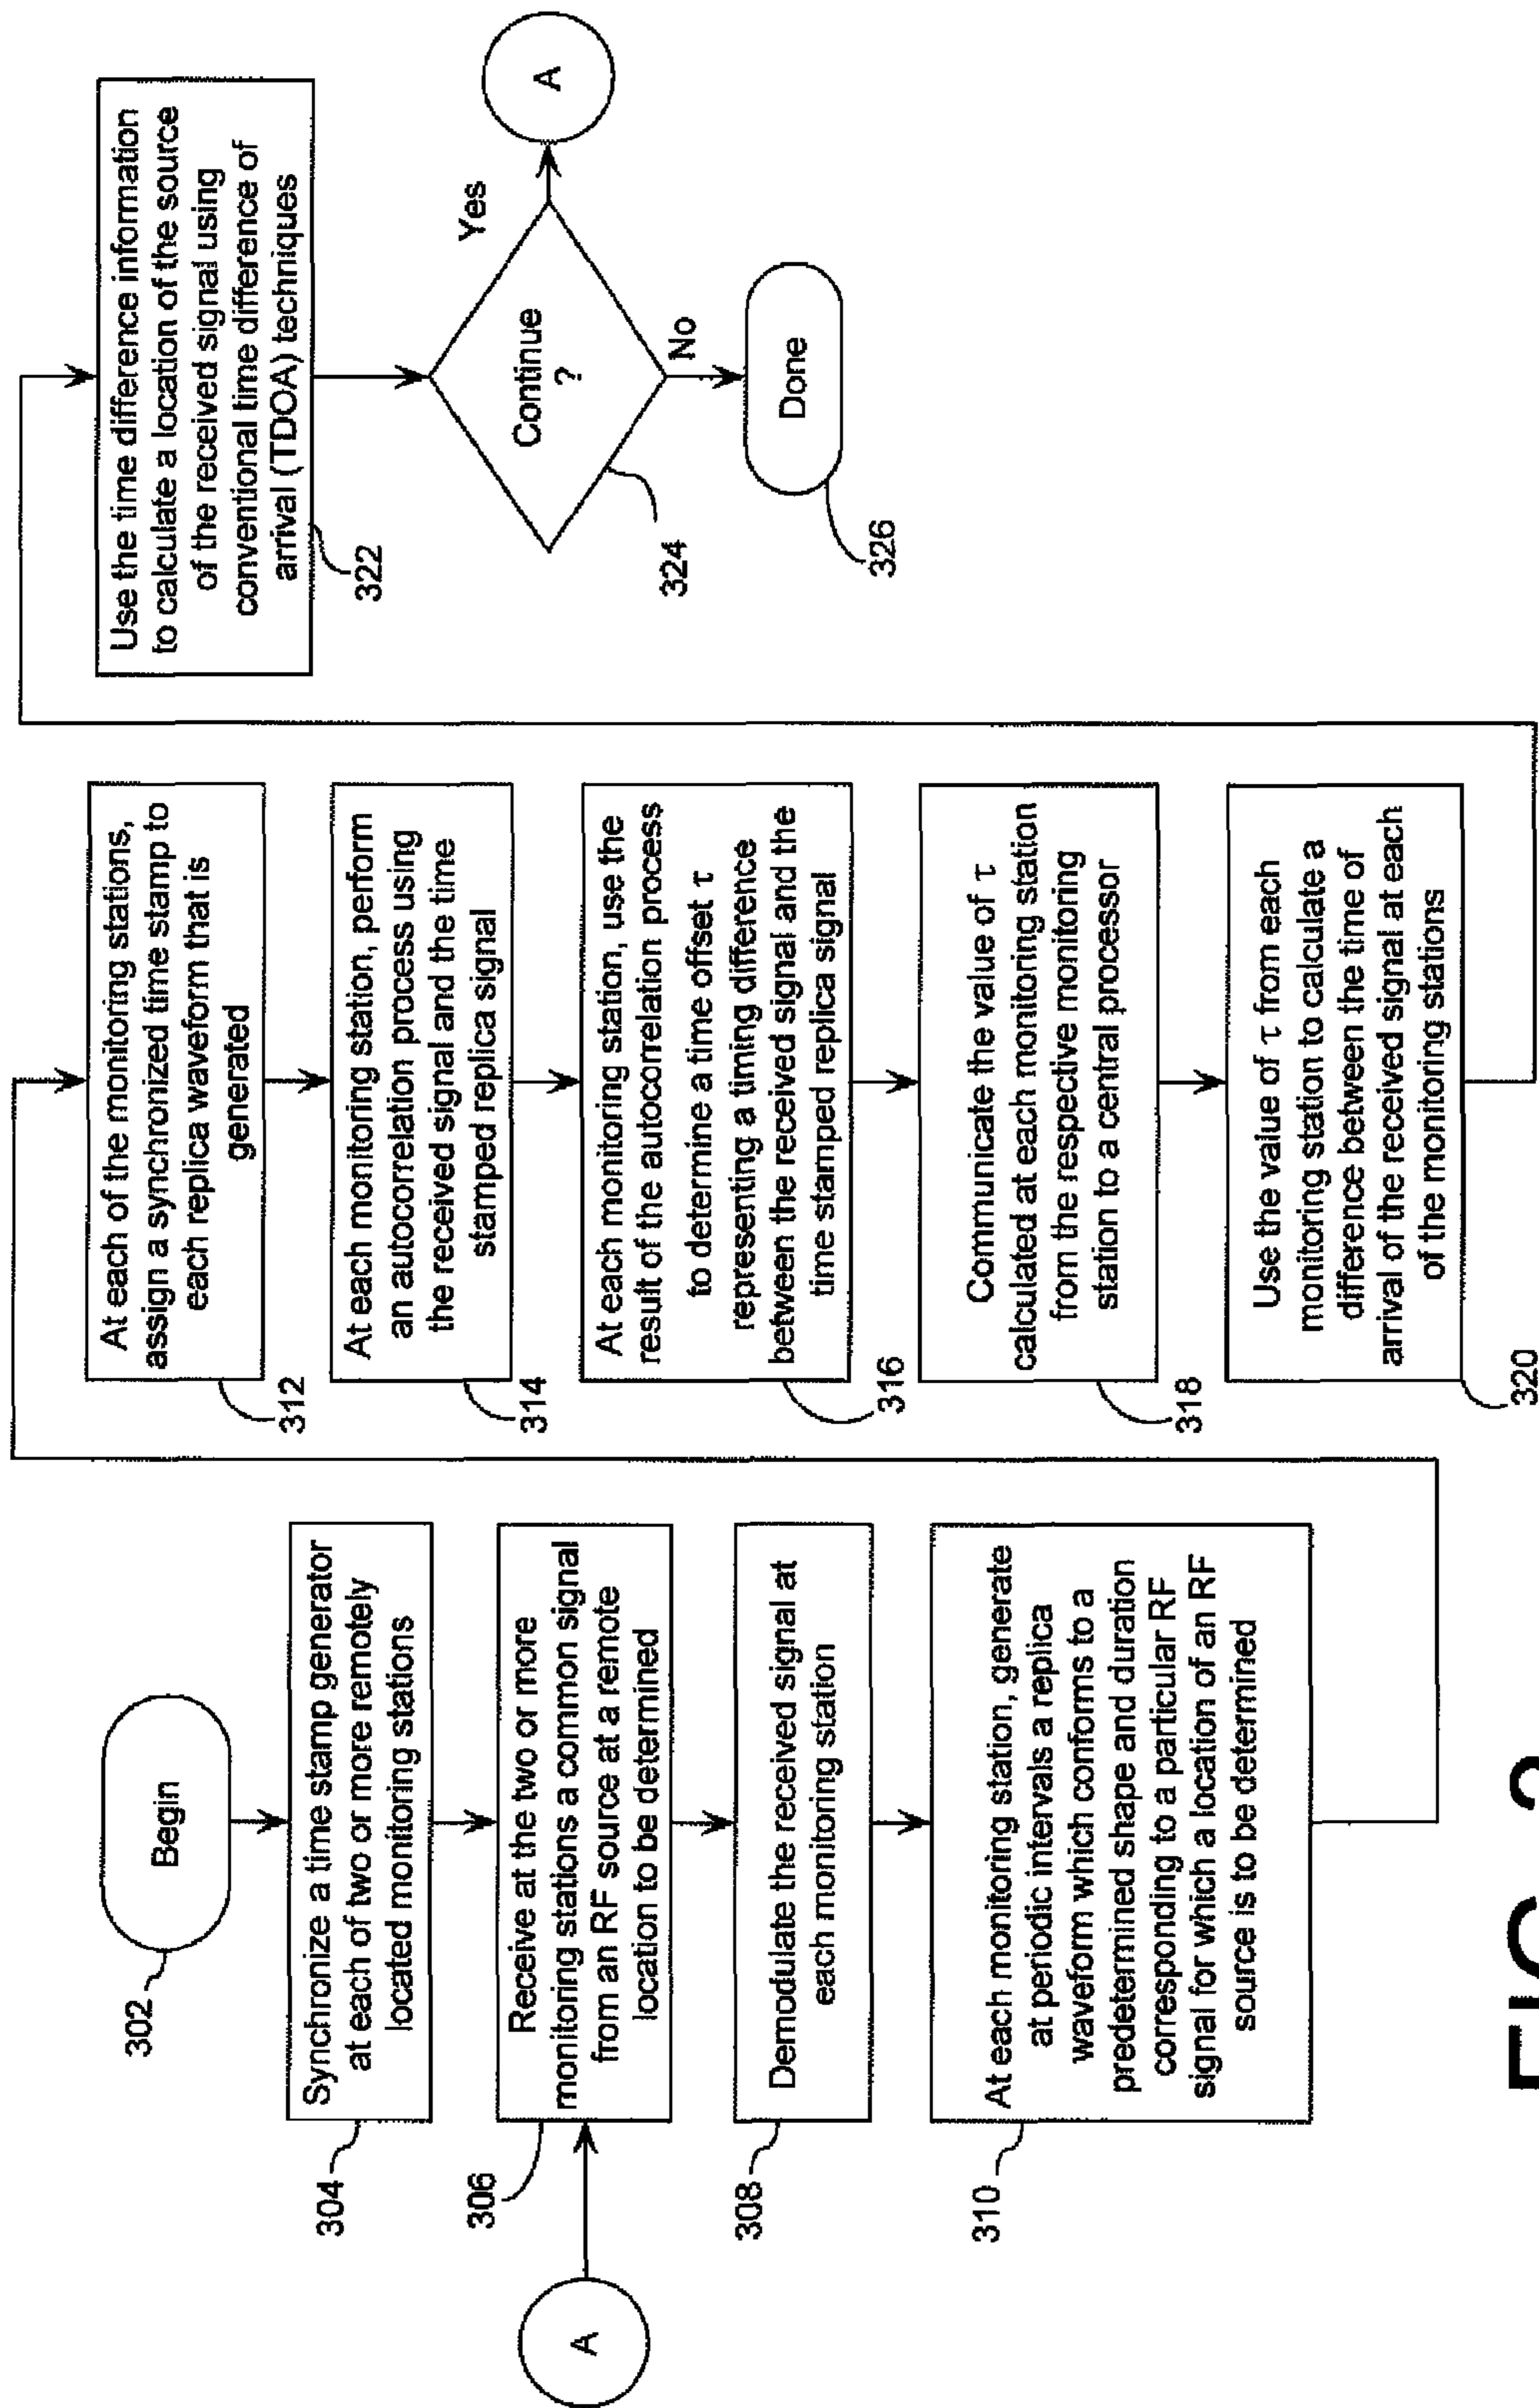 Begin
302
Synchronize a time stamp generator
at each of two or more remotely
located monitoring stations
304
Receive at the two or more
monitoring stations a common signal
from an RF source at a remote
location to be determined
306
A
Demodulate the received signal at
each monitoring station
308
At each monitoring station, generate
at periodic intervals a replica
waveform which conforms to a
predetermined shape and duration
corresponding to a particular RF
signal for which a location of an RF
source is to be determined
310
At each of the monitoring stations,
assign a synchronized time stamp to
each replica waveform that is
generated
312
At each monitoring station, perform
an autocorrelation process using
the received signal and the time
stamped replica signal
314
At each monitoring station, use the
result of the autocorrelation process
to determine a time offset τ
representing a timing difference
between the received signal and the
time stamped replica signal
316
Communicate the value of τ
calculated at each monitoring station
from the respective monitoring
station to a central processor
318
Use the value of τ from each
monitoring station to calculate a
difference between the time of
arrival of the received signal at each
of the monitoring stations
320
Use the time difference information
to calculate a location of the source
of the received signal using
conventional time difference of
arrival (TDOA) techniques
322
Continue
?
324
Yes
A
No
Done
326